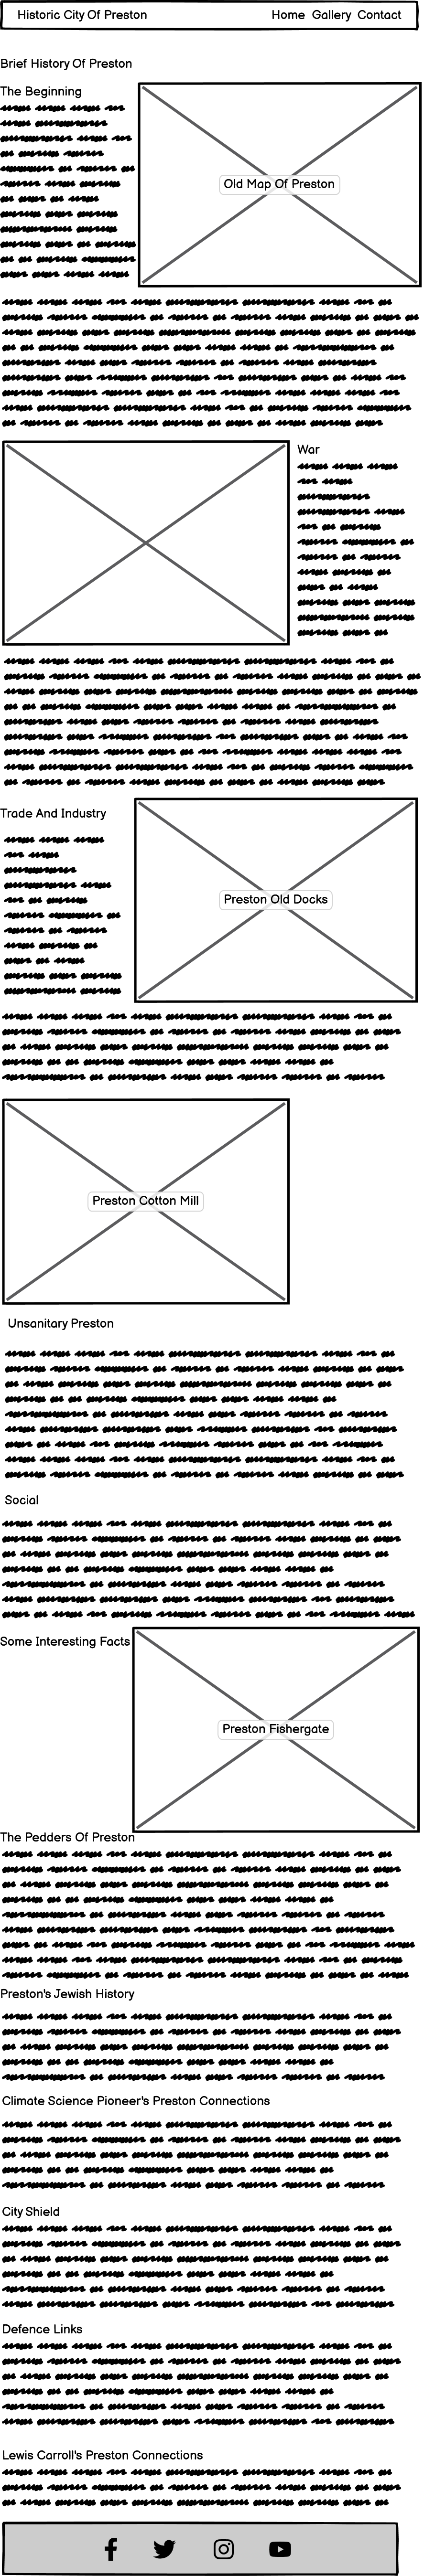 Historic City Of Preston
Home Gallery Contact
Brief History Of Preston
The Beginning
Old Map Of Preston
War
Trade And Industry
Preston Old Docks
Preston Cotton Mill
Unsanitary Preston
Social
Some Interesting Facts
Preston Fishergate
The Pedders Of Preston
Preston's Jewish History
Climate Science Pioneer's Preston Connections
City Shield
Defence Links
Lewis Carroll's Preston Connections